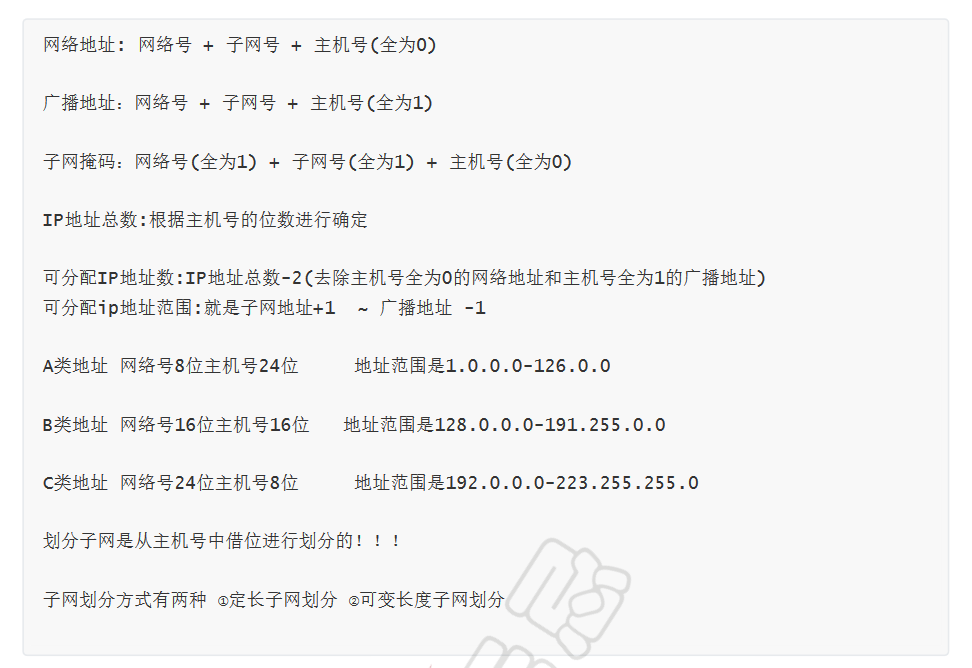 网络地址: 网络号 + 子网号 + 主机号(全为0)
广播地址：网络号 + 子网号 + 主机号(全为1)
子网掩码：网络号(全为1) + 子网号(全为1) + 主机号(全为0)
IP地址总数:根据主机号的位数进行确定
可分配IP地址数:IP地址总数-2(去除主机号全为0的网络地址和主机号全为1的广播地址)
可分配ip地址范围:就是子网地址+1 ~ 广播地址 -1
A类地址 网络号8位主机号24位 地址范围是1.0.0.0-126.0.0
B类地址 网络号16位主机号16位 地址范围是128.0.0.0-191.255.0.0
C类地址 网络号24位主机号8位 地址范围是192.0.0.0-223.255.255.0
划分子网是从主机号中借位进行划分的！！！
子网划分方式有两种 ①定长子网划分 ②可变长度子网划分